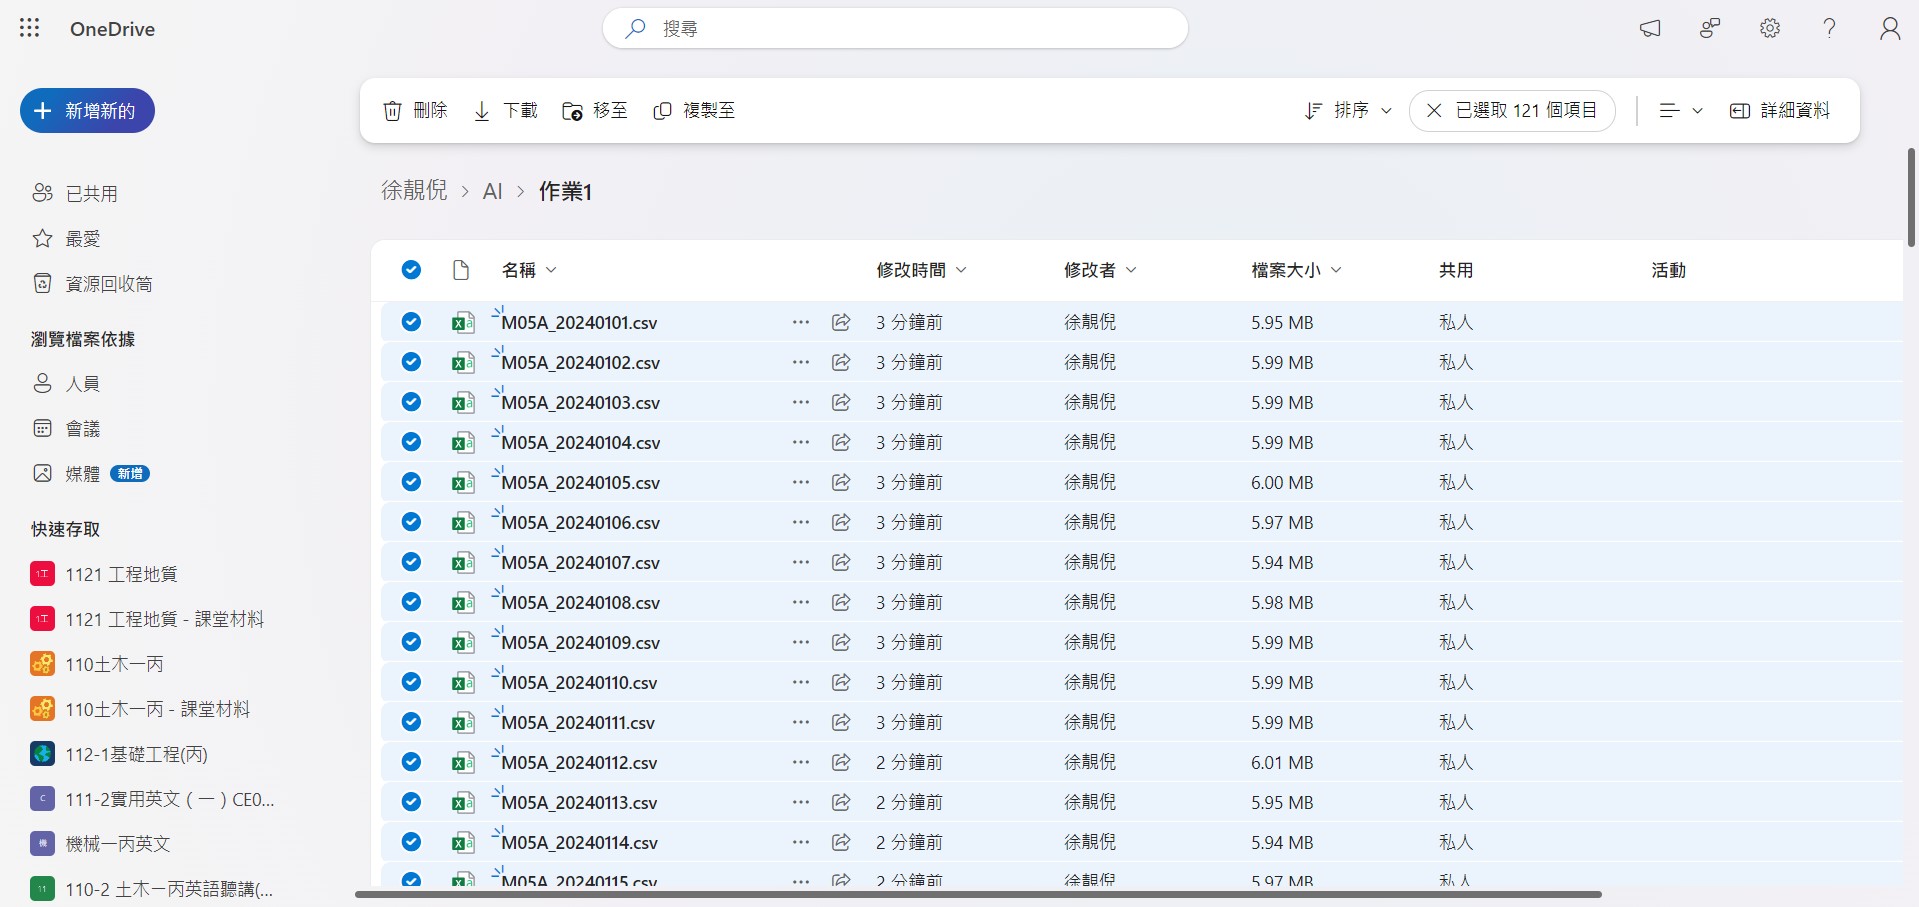 OneDrive
搜尋
新增新的
刪除 下載 移至 複製至 排序 已選取 121 個項目 詳細資料
徐靚倪 > AI > 作業1
已共用
最愛
資源回收筒
瀏覽檔案依據
人員
會議
媒體 新增
快速存取
1工 1121 工程地質
1工 1121 工程地質 - 課堂材料
110土木一丙
110土木一丙 - 課堂材料
112-1基礎工程(丙)
C 111-2實用英文 ( 一 ) CE0...
機 機械一丙英文
11 110-2 土木一丙英語聽講(...
名稱 修改時間 修改者 檔案大小 共用 活動
M05A_20240101.csv 3 分鐘前 徐靚倪 5.95 MB 私人
M05A_20240102.csv 3 分鐘前 徐靚倪 5.99 MB 私人
M05A_20240103.csv 3 分鐘前 徐靚倪 5.99 MB 私人
M05A_20240104.csv 3 分鐘前 徐靚倪 5.99 MB 私人
M05A_20240105.csv 3 分鐘前 徐靚倪 6.00 MB 私人
M05A_20240106.csv 3 分鐘前 徐靚倪 5.97 MB 私人
M05A_20240107.csv 3 分鐘前 徐靚倪 5.94 MB 私人
M05A_20240108.csv 3 分鐘前 徐靚倪 5.98 MB 私人
M05A_20240109.csv 3 分鐘前 徐靚倪 5.99 MB 私人
M05A_20240110.csv 3 分鐘前 徐靚倪 5.99 MB 私人
M05A_20240111.csv 3 分鐘前 徐靚倪 5.99 MB 私人
M05A_20240112.csv 2 分鐘前 徐靚倪 6.01 MB 私人
M05A_20240113.csv 2 分鐘前 徐靚倪 5.95 MB 私人
M05A_20240114.csv 2 分鐘前 徐靚倪 5.94 MB 私人
M05A_20240115.csv 2 分鐘前 徐靚倪 5.97 MB 私人